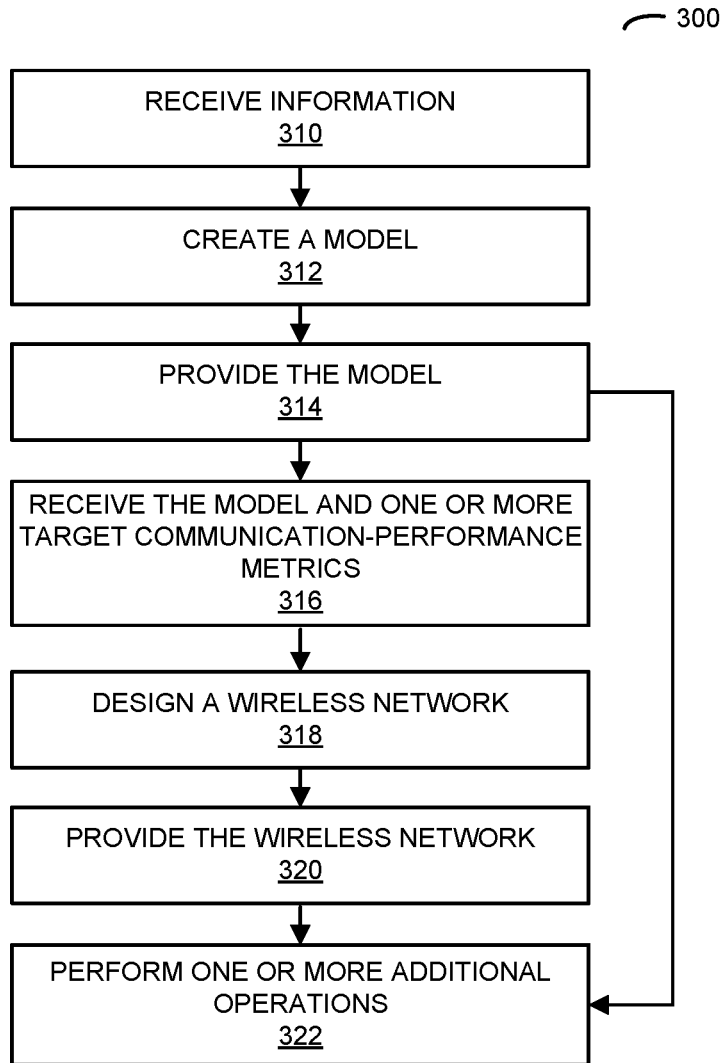 300
RECEIVE INFORMATION
310
CREATE A MODEL
312
PROVIDE THE MODEL
314
RECEIVE THE MODEL AND ONE OR MORE
TARGET COMMUNICATION-PERFORMANCE
METRICS
316
DESIGN A WIRELESS NETWORK
318
PROVIDE THE WIRELESS NETWORK
320
PERFORM ONE OR MORE ADDITIONAL
OPERATIONS
322